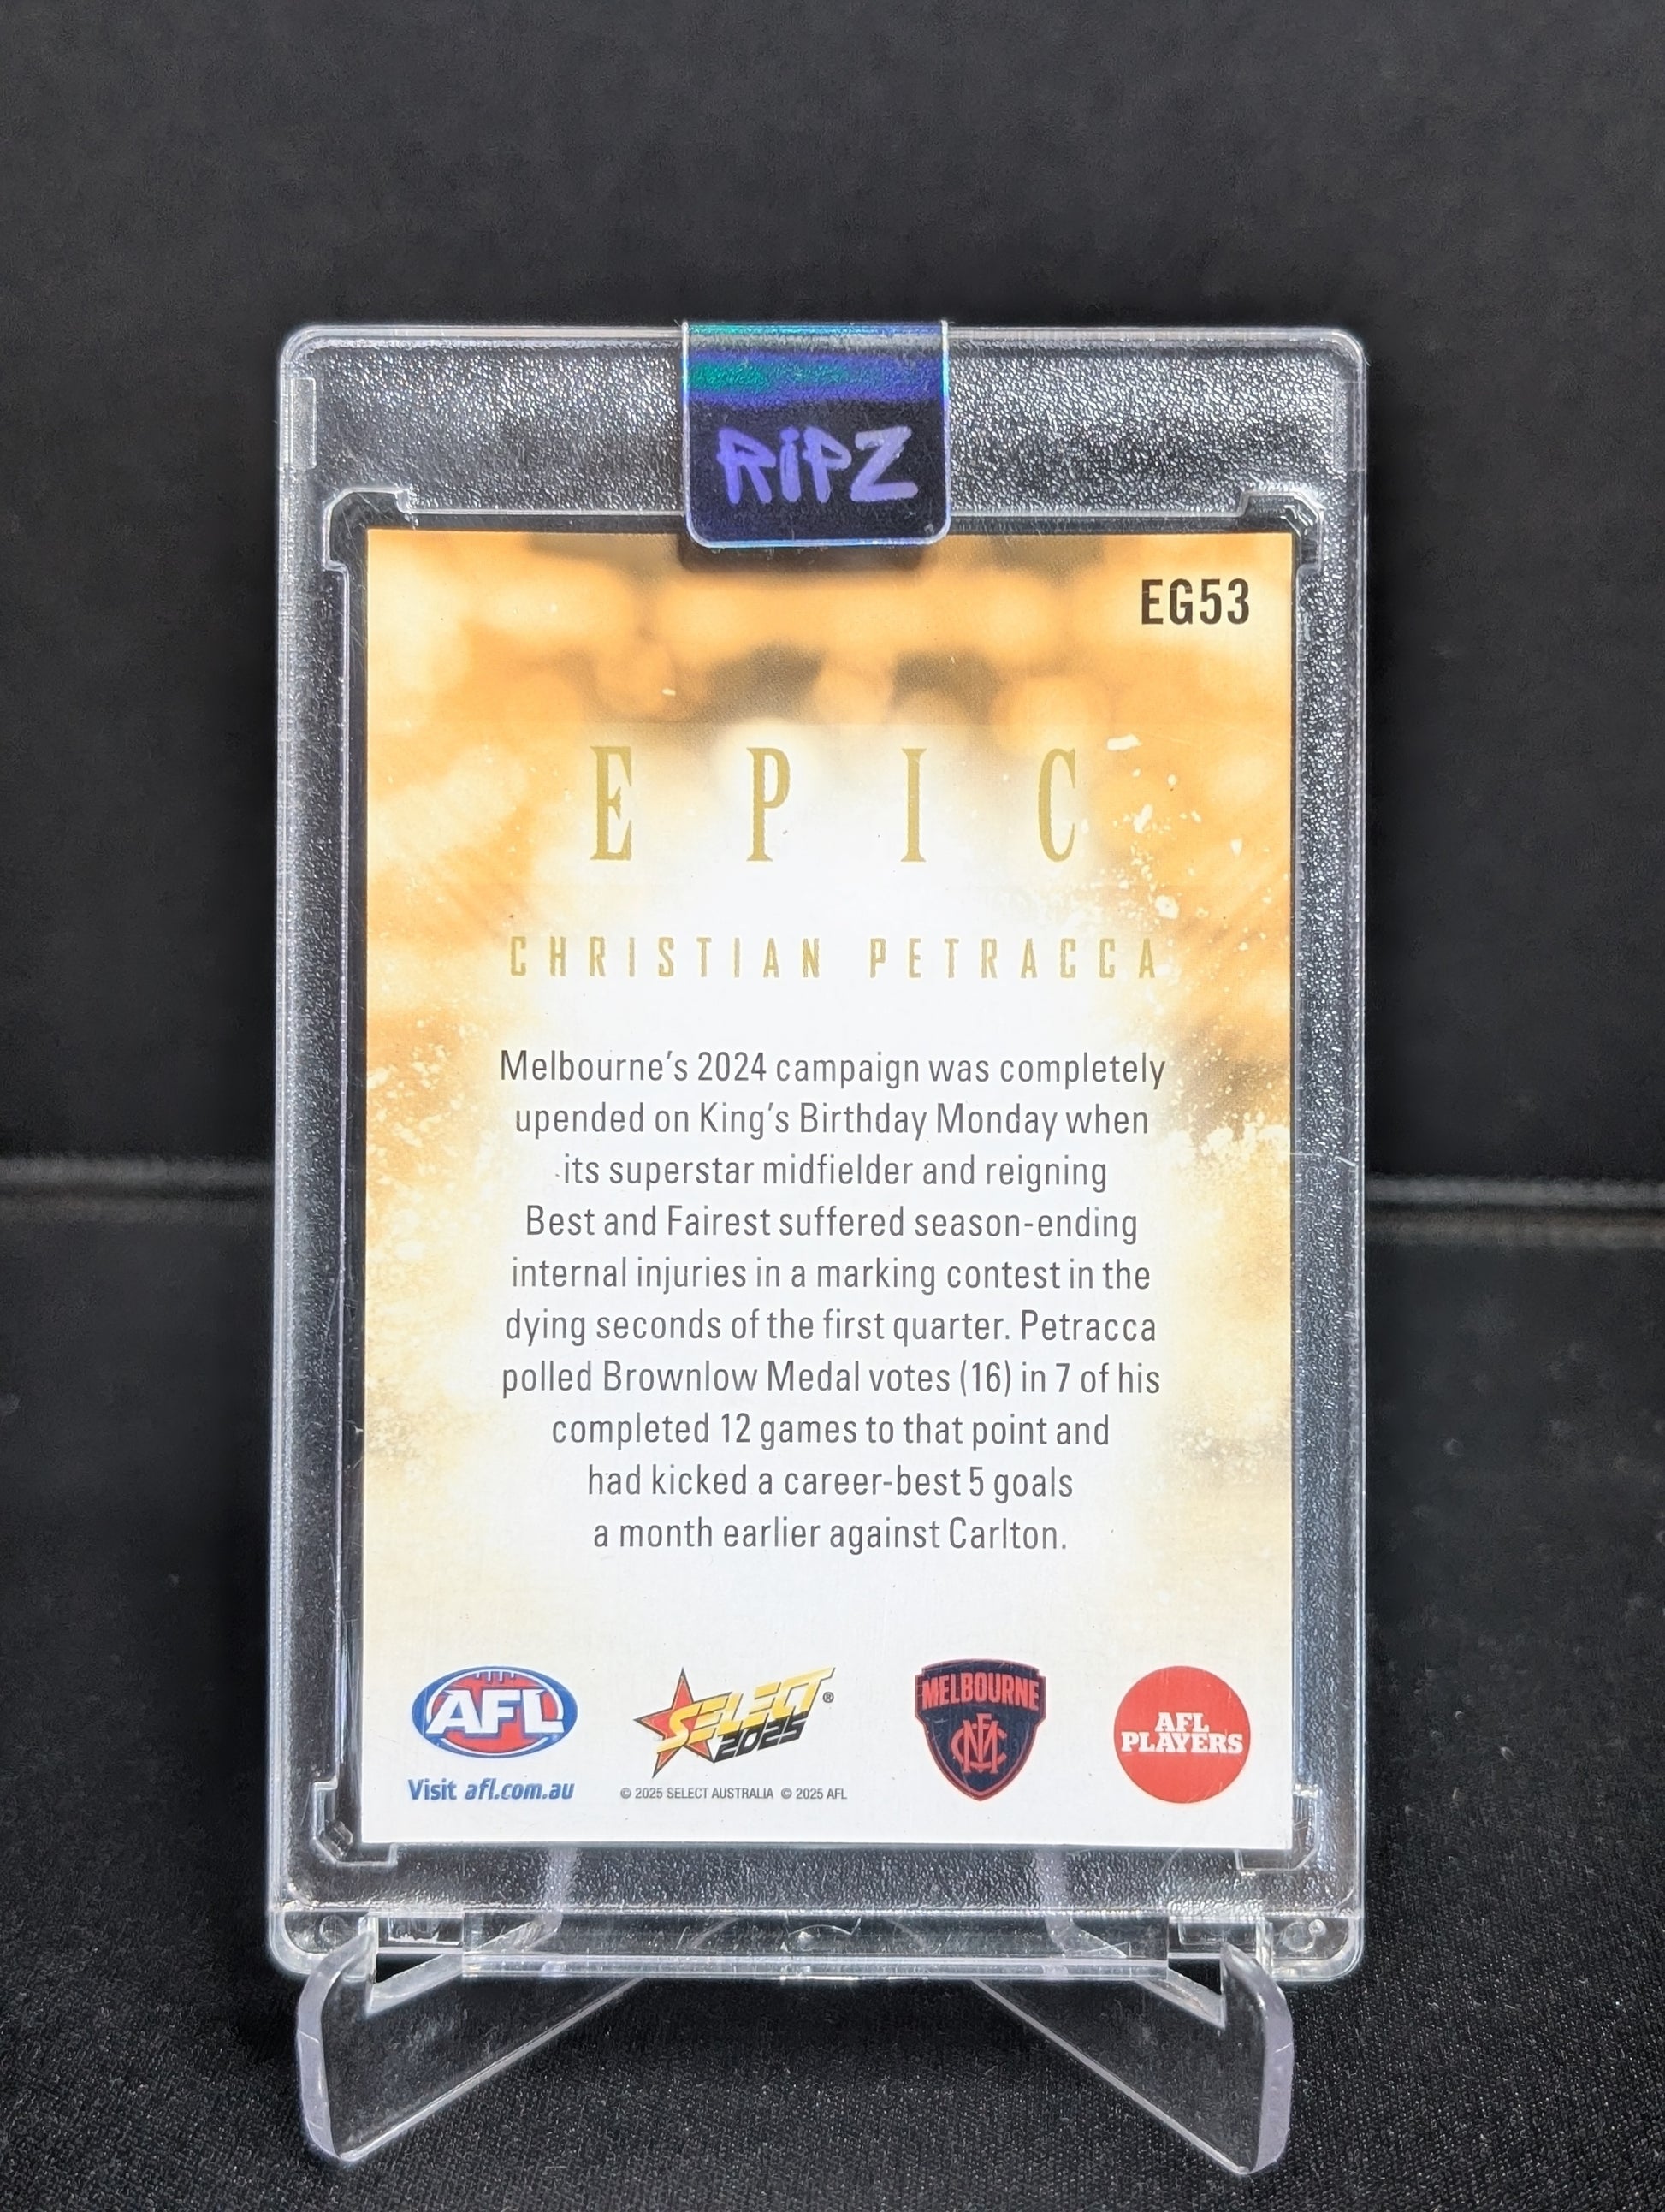 RiPZ
EG53
EPIC
CHRISTIAN PETRACCA
Melbourne's 2024 campaign was completely
upended on King's Birthday Monday when
its superstar midfielder and reigning
Best and Fairest suffered season-ending
internal injuries in a marking contest in the
dying seconds of the first quarter. Petracca
polled Brownlow Medal votes (16) in 7 of his
completed 12 games to that point and
had kicked a career-best 5 goals
a month earlier against Carlton.
AFL
Visit afl.com.au
SELECT®
2025
© 2025 SELECT AUSTRALIA © 2025 AFL
MELBOURNE
MFC
AFL
PLAYERS